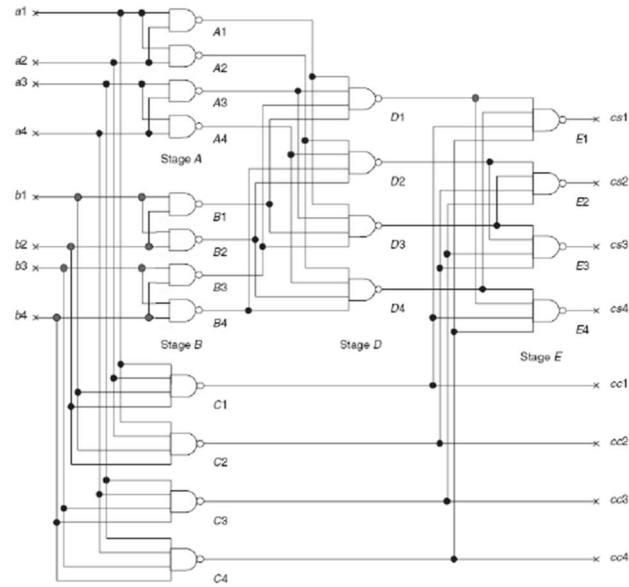 a1
A1
a2
A2
a3
A3
a4
A4
Stage A
D1
cs1
E1
D2
cs2
E2
b1
B1
b2
B2
D3
cs3
E3
b3
B3
b4
B4
D4
cs4
E4
Stage B
Stage D
Stage E
C1
cc1
C2
cc2
C3
cc3
C4
cc4